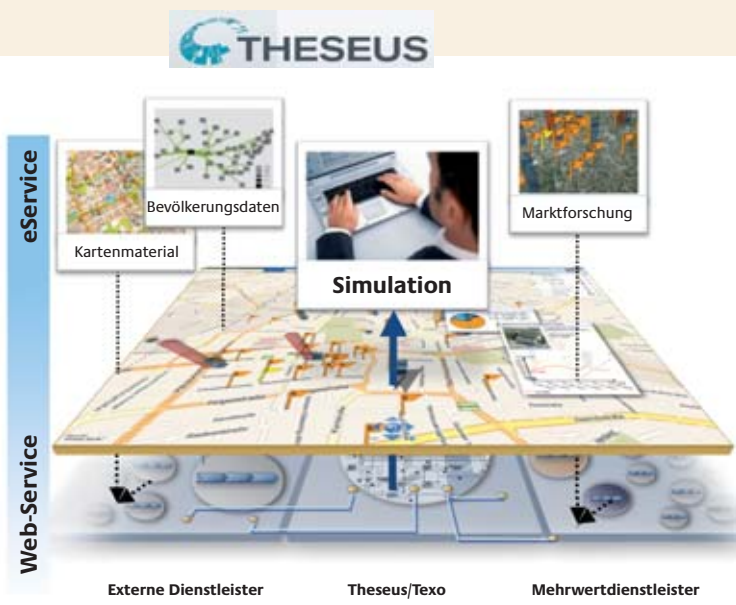 THESEUS
eService
Bevölkerungsdaten
Kartenmaterial
Simulation
Marktforschung
Web-Service
Externe Dienstleister
Theseus/Texo
Mehrwertdienstleister